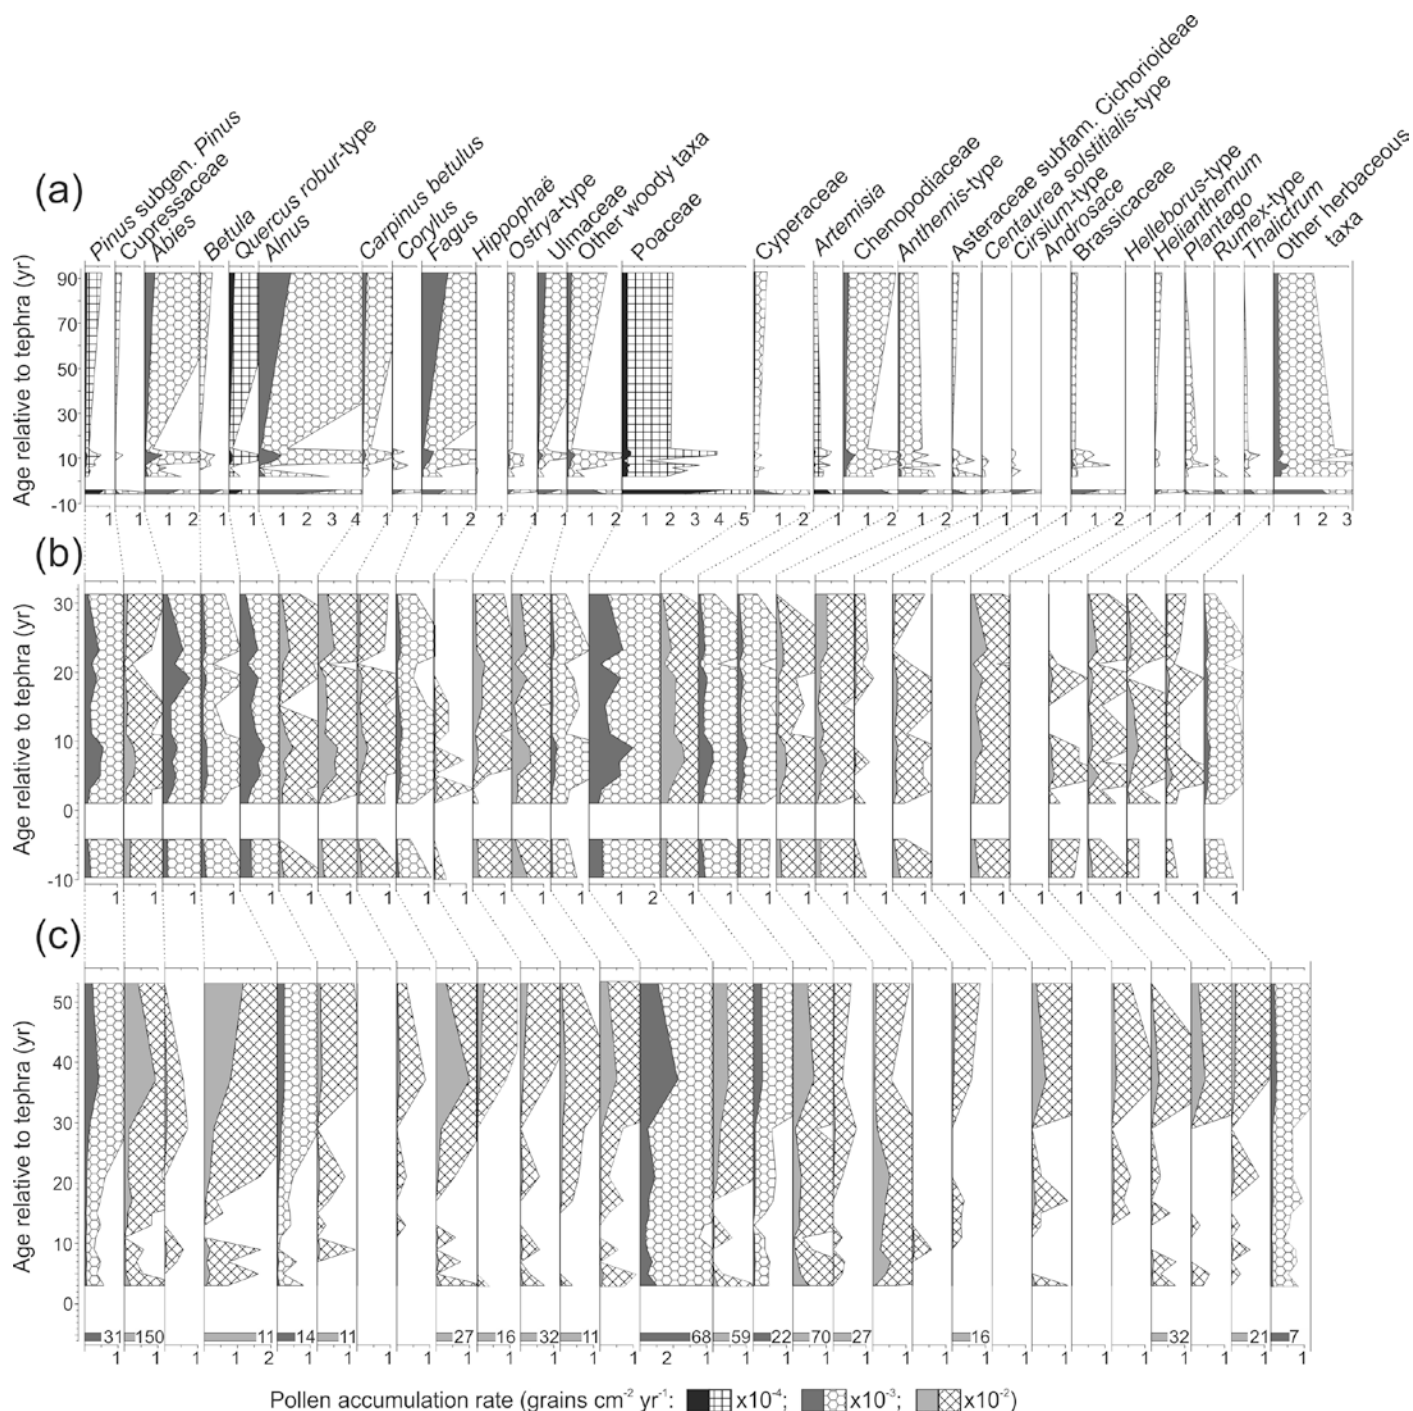 (a)
Pinus subgen. Pinus
Cupressaceae
Abies
Betula
Quercus robur-type
Alnus
Carpinus betulus
Corylus
Fagus
Hippophaë
Ostrya-type
Ulmaceae
Other woody taxa
Poaceae
Cyperaceae
Artemisia
Chenopodiaceae
Anthemis-type
Asteraceae subfam. Cichorioideae
Centaurea solstitialis-type
Cirsium-type
Androsace
Brassicaceae
Helleborus-type
Helianthemum
Plantago
Rumex-type
Thalictrum
Other herbaceous
taxa
Age relative to tephra (yr)
90
70
50
30
10
-10
1 1 1 2 1 1 1 2 3 4 1 1 1 2 1 1 1 1 2 1 2 3 4 5 1 2 1 1 2 1 2 1 1 1 1 1 2 1 1 1 1 1 1 2 3
(b)
Age relative to tephra (yr)
30
20
10
0
-10
1 1 1 1 1 1 1 1 1 1 1 1 1 1 2 1 1 1 1 1 1 1 1 1 1 1 1 1 1 1
(c)
Age relative to tephra (yr)
50
40
30
20
10
0
31 150 11 14 11 27 16 32 11 68 59 22 70 27 16 32 21 7
1 1 1 1 2 1 1 1 1 1 1 1 1 1 2 1 1 1 1 1 1 1 1 1 1 1 1 1 1 1 1
Pollen accumulation rate (grains cm-2 yr-1: x10-4; x10-3; x10-2)